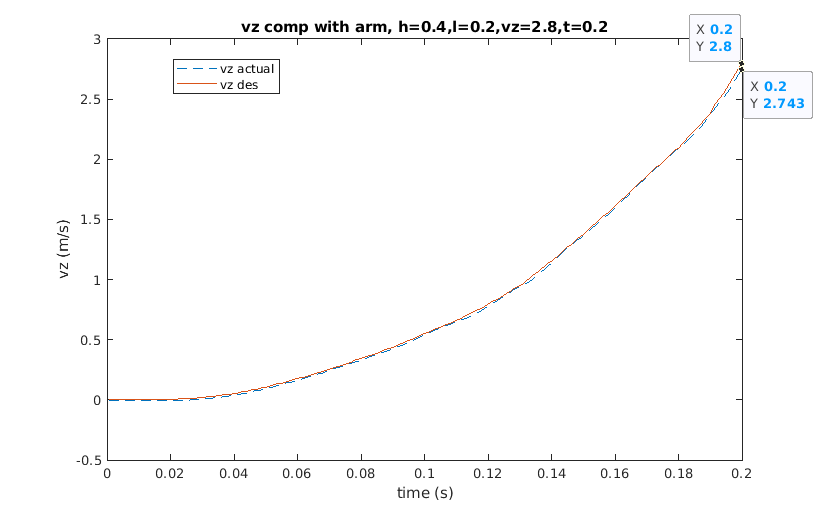 vz comp with arm, h=0.4,l=0.2,vz=2.8,t=0.2
X 0.2
Y 2.8
X 0.2
Y 2.743
vz actual
vz des
3
2.5
2
1.5
1
0.5
0
-0.5
vz (m/s)
0
0.02
0.04
0.06
0.08
0.1
0.12
0.14
0.16
0.18
0.2
time (s)